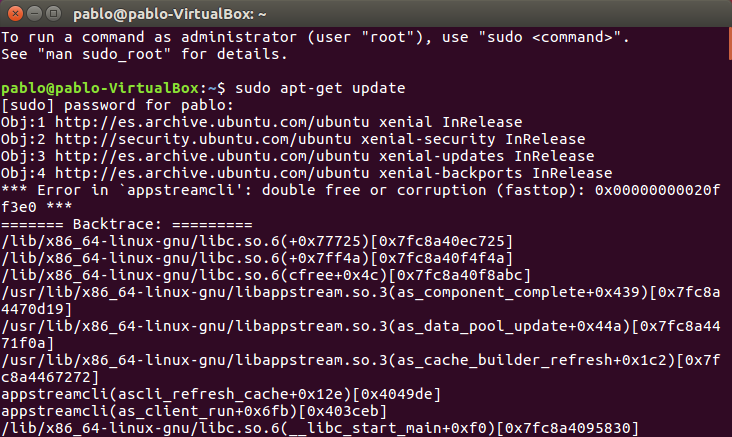 pablo@pablo-VirtualBox: ~
To run a command as administrator (user "root"), use "sudo <command>".
See "man sudo_root" for details.
pablo@pablo-VirtualBox:~$ sudo apt-get update
[sudo] password for pablo:
Obj:1 http://es.archive.ubuntu.com/ubuntu xenial InRelease
Obj:2 http://security.ubuntu.com/ubuntu xenial-security InRelease
Obj:3 http://es.archive.ubuntu.com/ubuntu xenial-updates InRelease
Obj:4 http://es.archive.ubuntu.com/ubuntu xenial-backports InRelease
*** Error in `appstreamcli': double free or corruption (fasttop): 0x00000000020f
f3e0 ***
======= Backtrace: =========
/lib/x86_64-linux-gnu/libc.so.6(+0x77725)[0x7fc8a40ec725]
/lib/x86_64-linux-gnu/libc.so.6(+0x7ff4a)[0x7fc8a40f4f4a]
/lib/x86_64-linux-gnu/libc.so.6(cfree+0x4c)[0x7fc8a40f8abc]
/usr/lib/x86_64-linux-gnu/libappstream.so.3(as_component_complete+0x439)[0x7fc8a
4470d19]
/usr/lib/x86_64-linux-gnu/libappstream.so.3(as_data_pool_update+0x44a)[0x7fc8a44
71f0a]
/usr/lib/x86_64-linux-gnu/libappstream.so.3(as_cache_builder_refresh+0x1c2)[0x7f
c8a4467272]
appstreamcli(ascli_refresh_cache+0x12e)[0x4049de]
appstreamcli(as_client_run+0x6fb)[0x403ceb]
/lib/x86_64-linux-gnu/libc.so.6(__libc_start_main+0xf0)[0x7fc8a4095830]